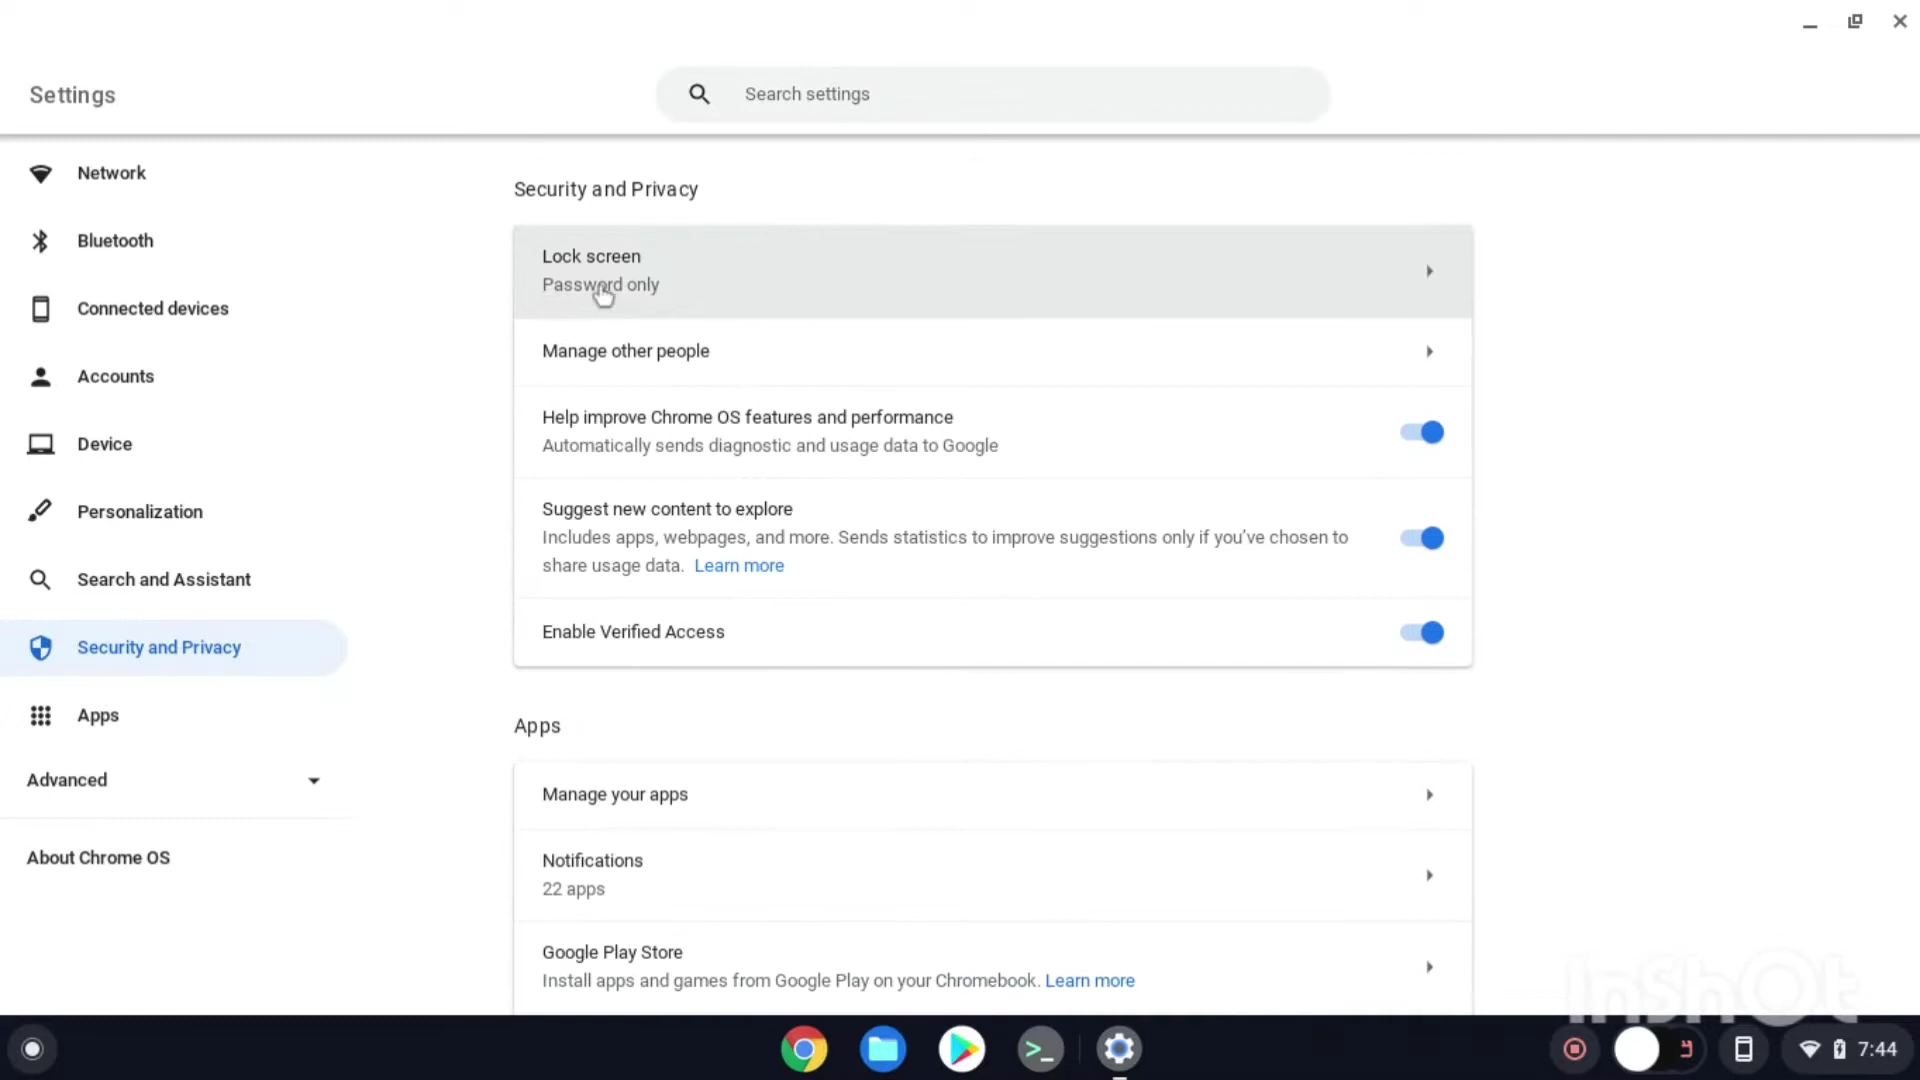 Settings
Search settings
Network
Bluetooth
Connected devices
Accounts
Device
Personalization
Search and Assistant
Security and Privacy
Apps
Advanced
About Chrome OS
Security and Privacy
Lock screen
Password only
Manage other people
Help improve Chrome OS features and performance
Automatically sends diagnostic and usage data to Google
Suggest new content to explore
Includes apps, webpages, and more. Sends statistics to improve suggestions only if you’ve chosen to
share usage data. Learn more
Enable Verified Access
Apps
Manage your apps
Notifications
22 apps
Google Play Store
Install apps and games from Google Play on your Chromebook. Learn more
InShOt
7:44